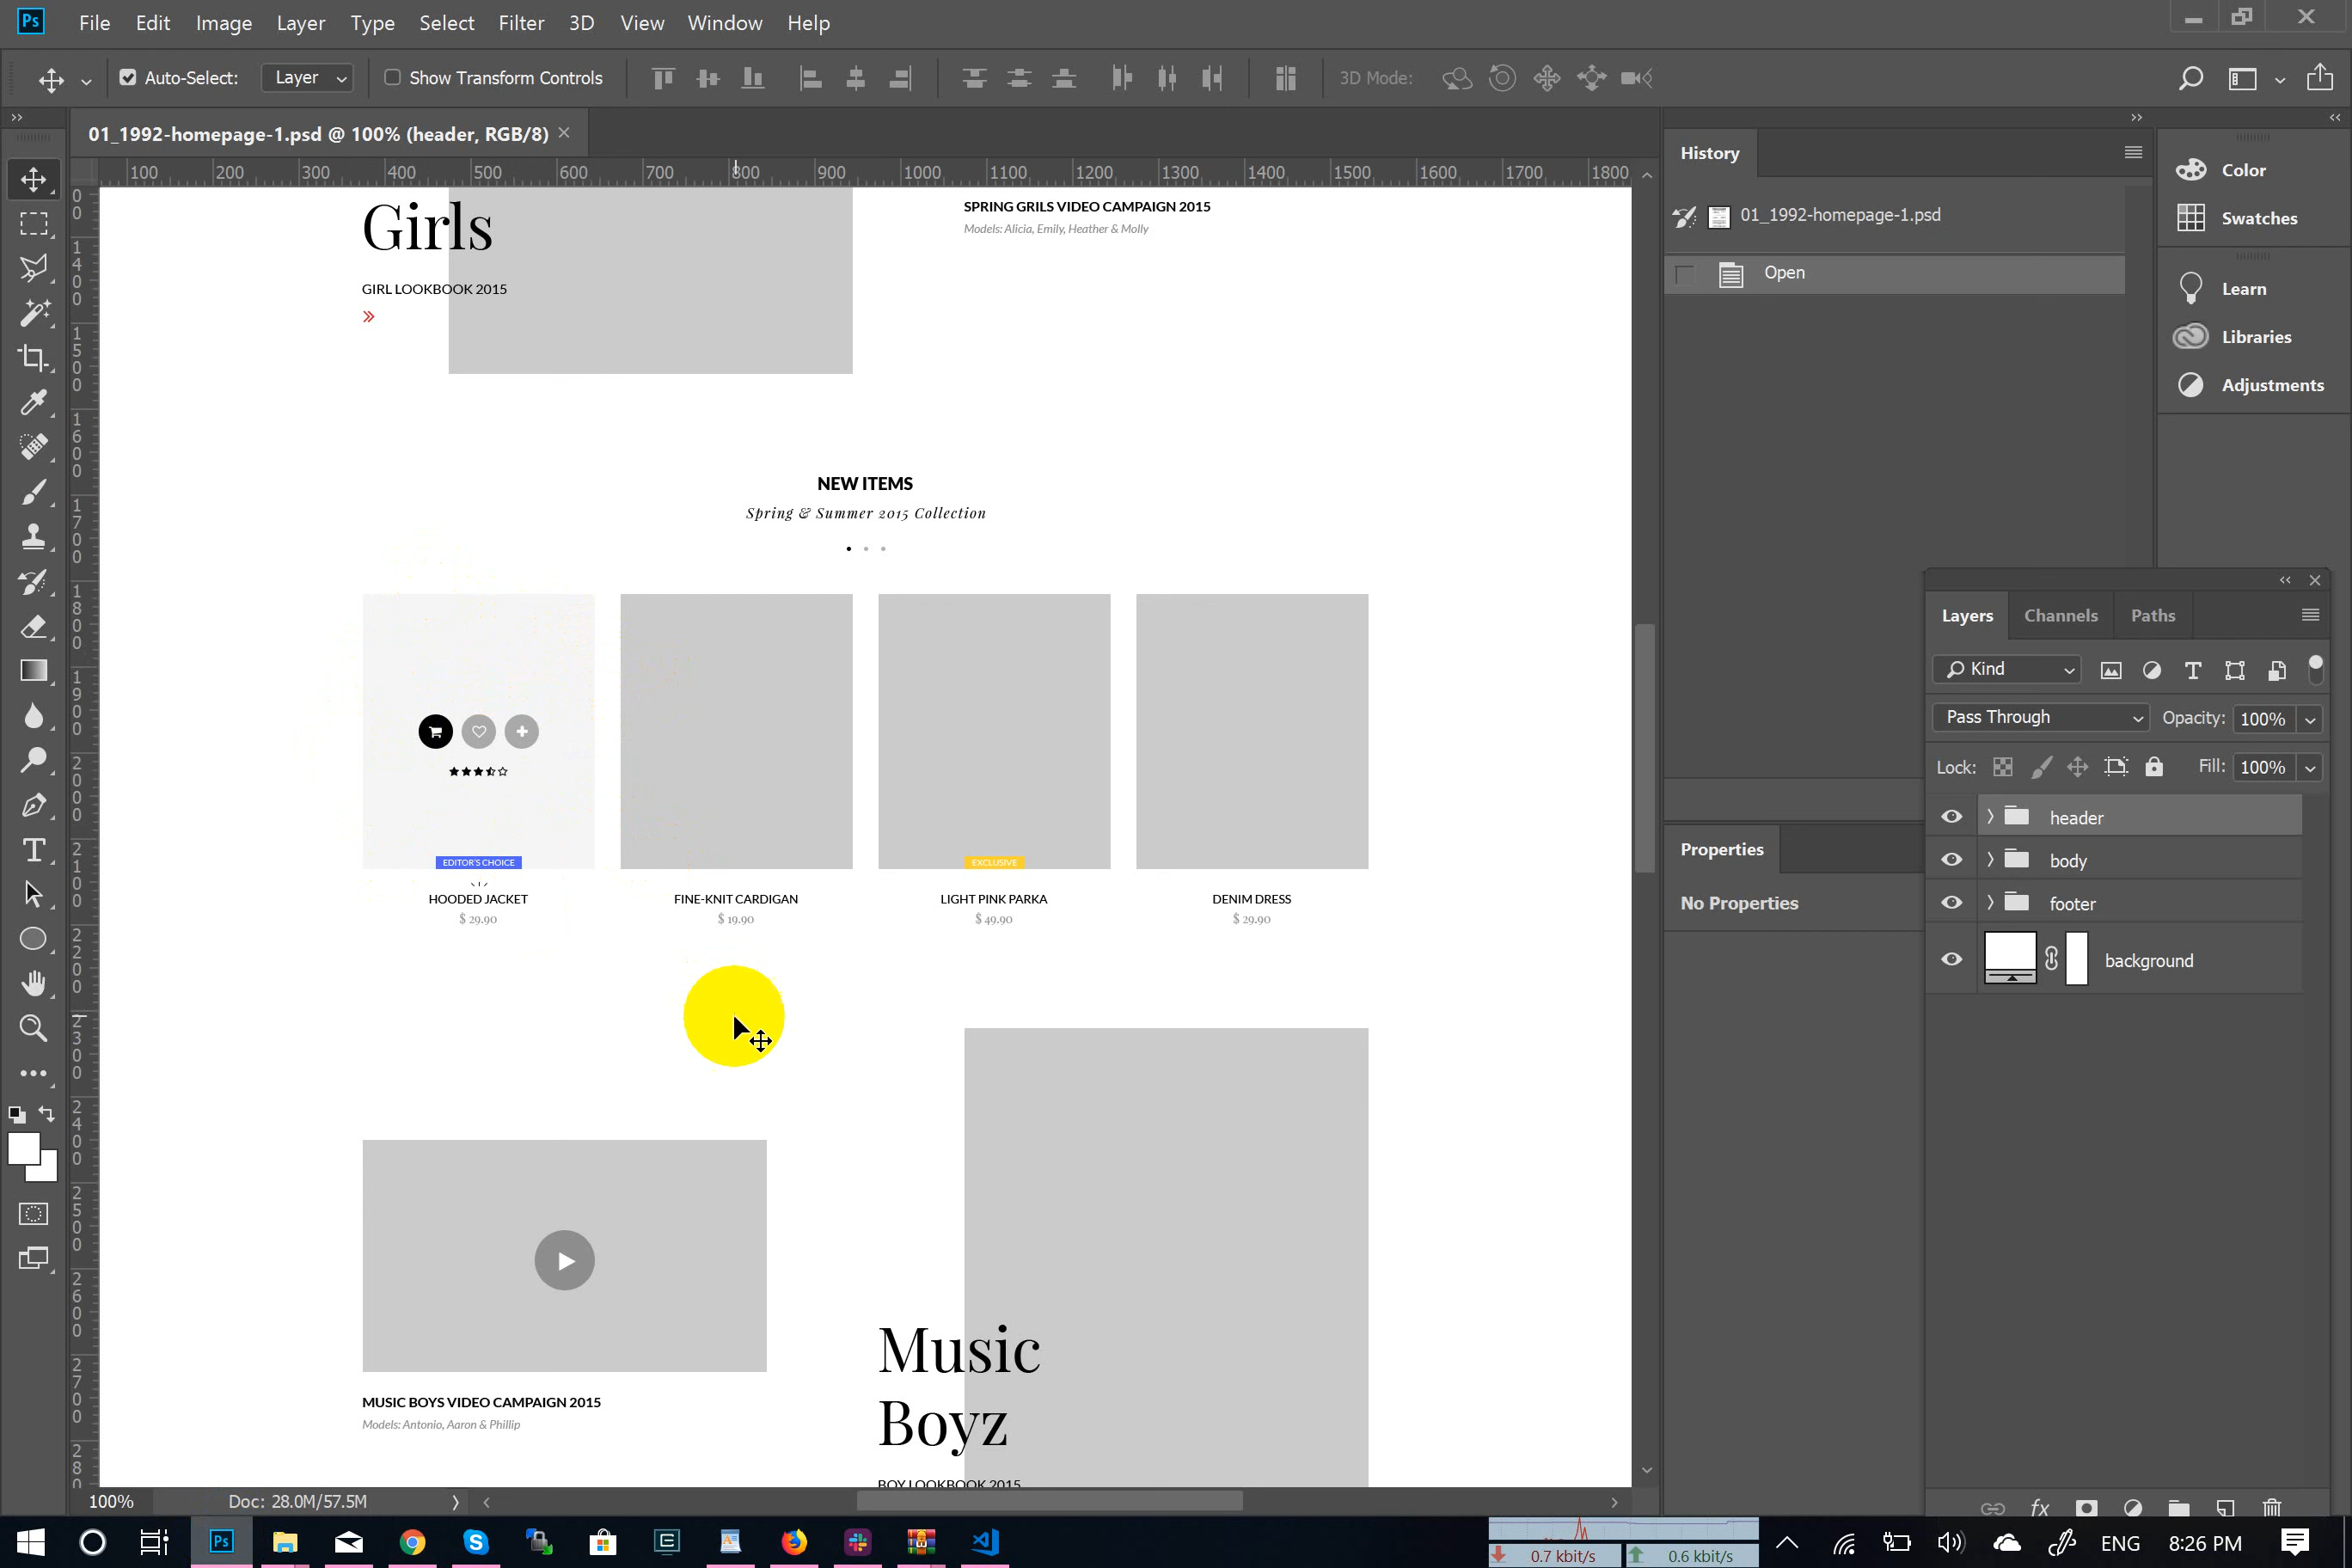 Ps File Edit Image Layer Type Select Filter 3D View Window Help
Auto-Select: Layer Show Transform Controls 3D Mode:
01_1992-homepage-1.psd @ 100% (header, RGB/8)
100 200 300 400 500 600 700 800 900 1000 1100 1200 1300 1400 1500 1600 1700 1800
Girls
GIRL LOOKBOOK 2015
SPRING GRILS VIDEO CAMPAIGN 2015
Models: Alicia, Emily, Heather & Molly
NEW ITEMS
Spring & Summer 2015 Collection
EDITOR'S CHOICE
EXCLUSIVE
HOODED JACKET
$ 29.90
FINE-KNIT CARDIGAN
$ 19.90
LIGHT PINK PARKA
$ 49.90
DENIM DRESS
$ 29.90
MUSIC BOYS VIDEO CAMPAIGN 2015
Models: Antonio, Aaron & Phillip
Music
Boyz
BOY LOOKBOOK 2015
100% Doc: 28.0M/57.5M
History
01_1992-homepage-1.psd
Open
Properties
No Properties
Color
Swatches
Learn
Libraries
Adjustments
Layers Channels Paths
Kind
Pass Through Opacity: 100%
Lock: Fill: 100%
header
body
footer
background
fx
Ps
0.7 kbit/s 0.6 kbit/s
ENG 8:26 PM